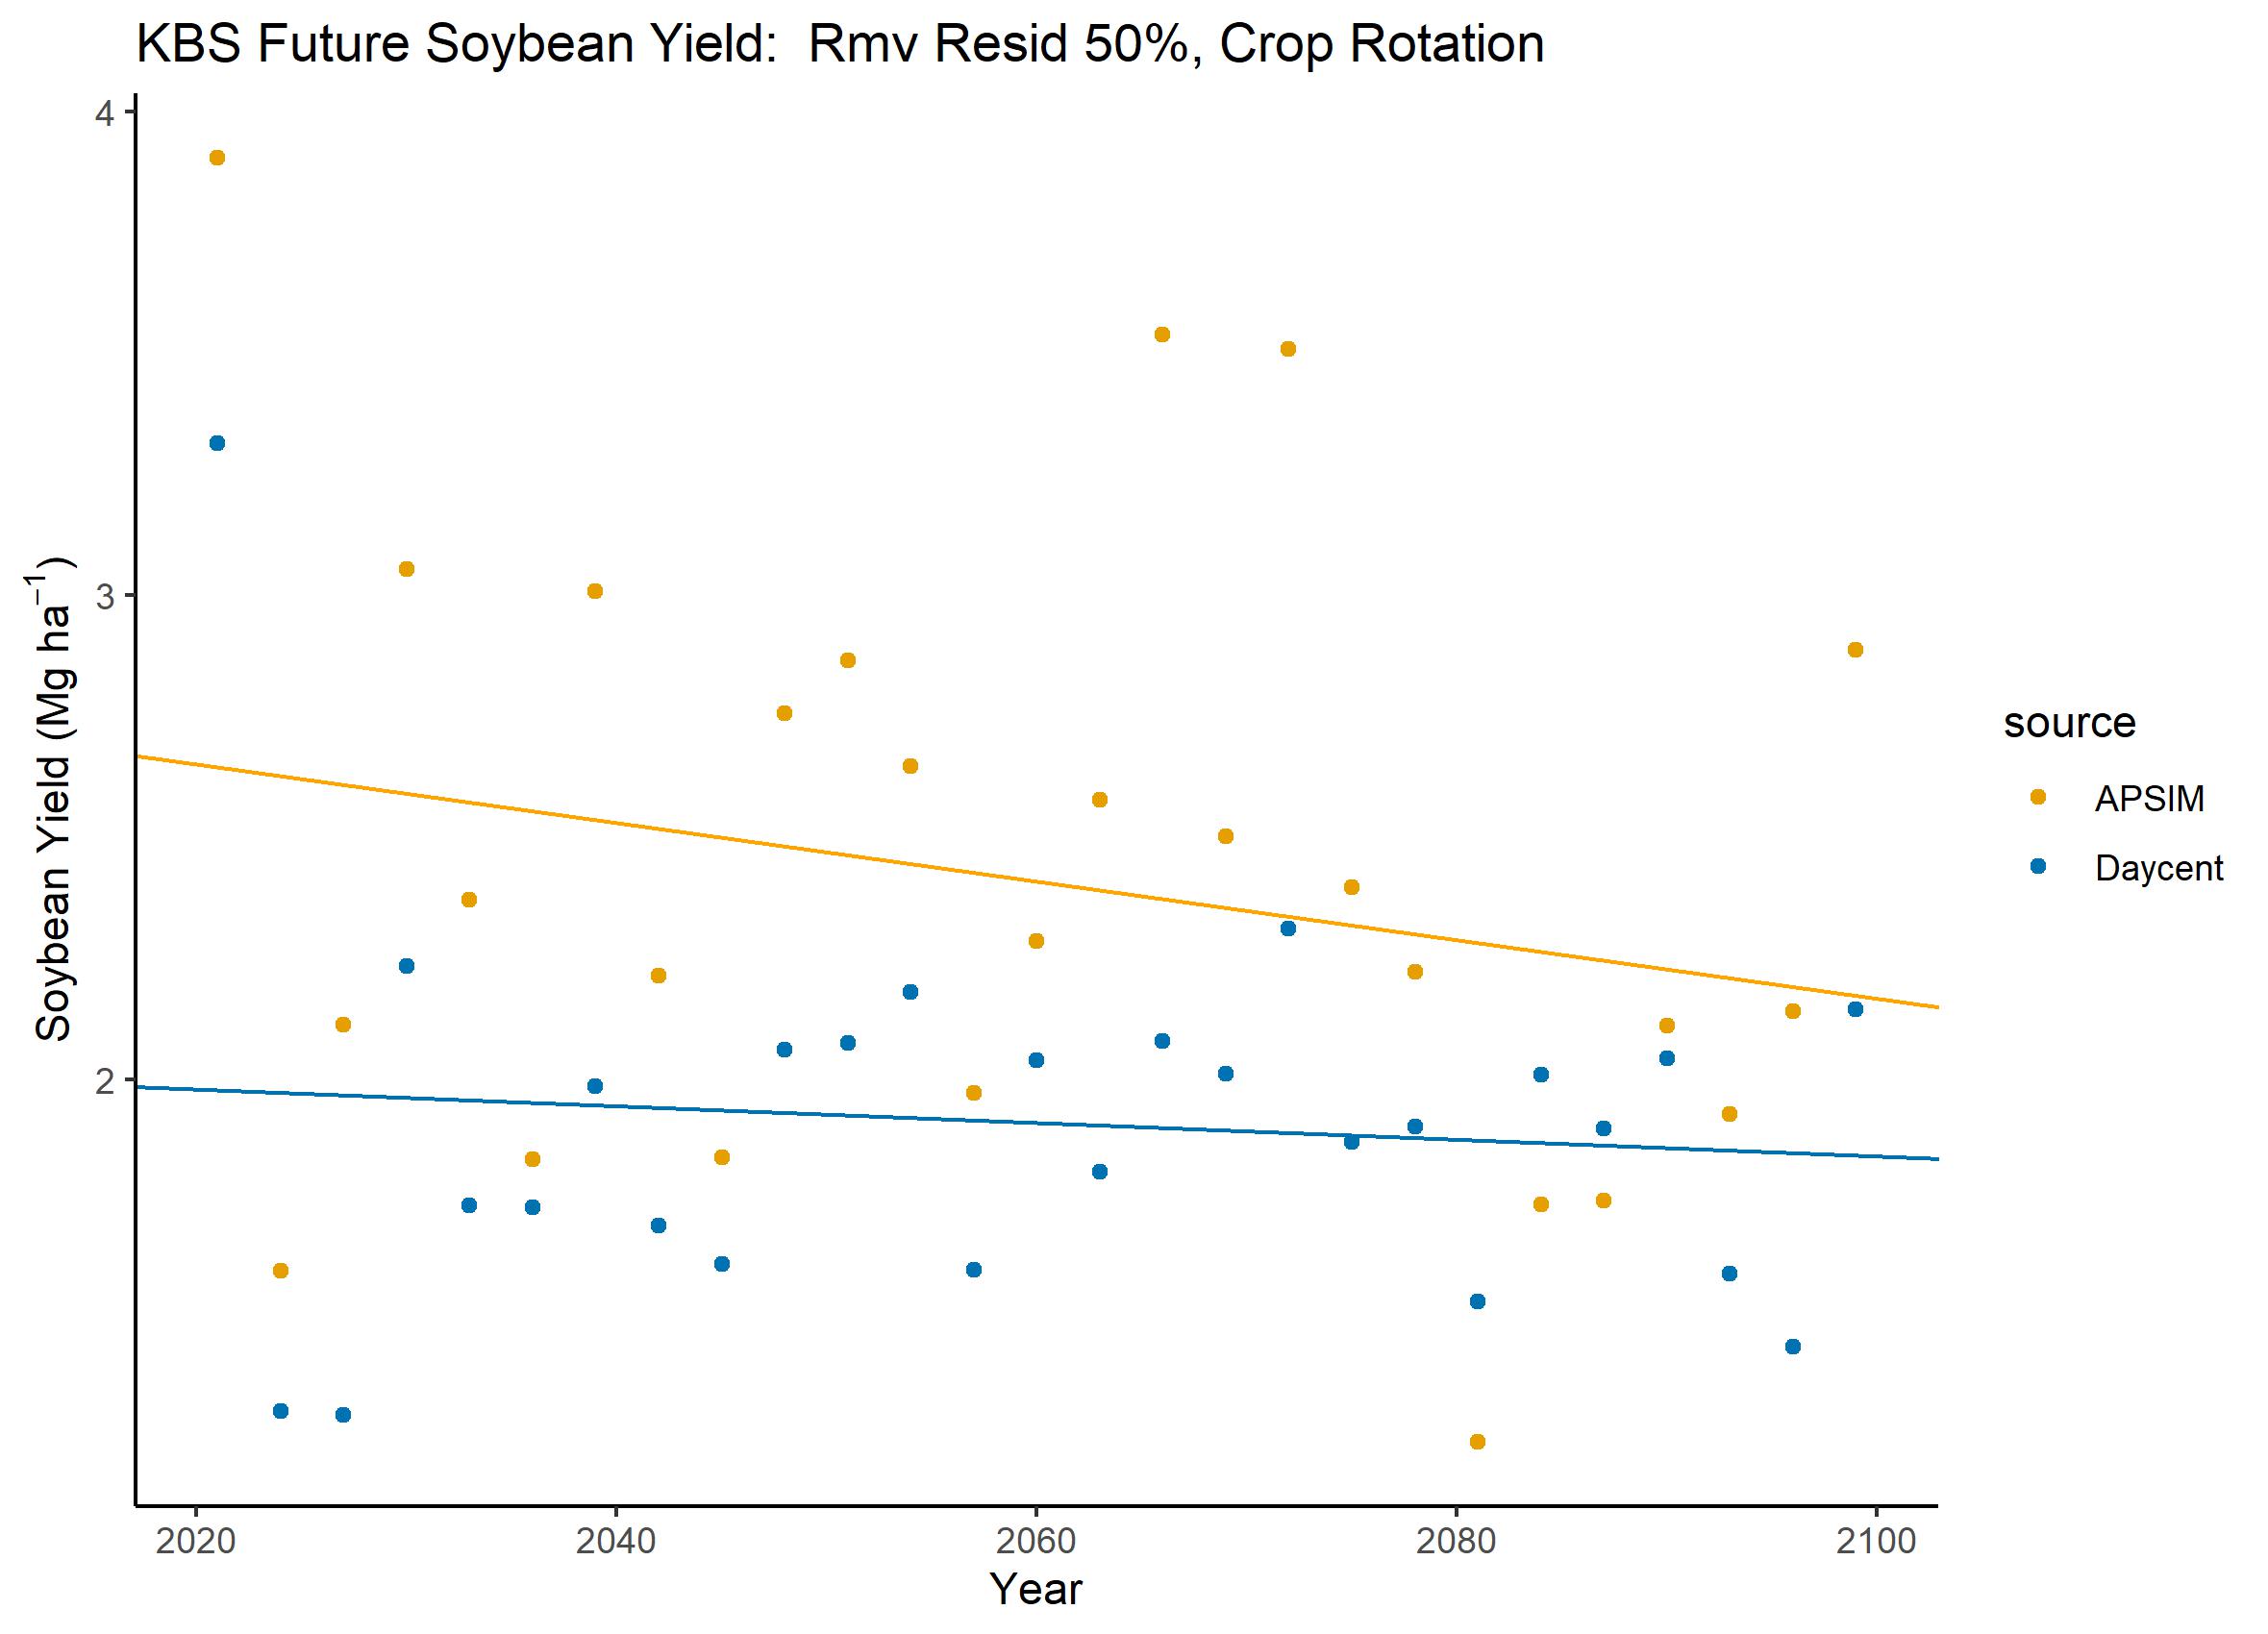 KBS Future Soybean Yield:  Rmv Resid 50%, Crop Rotation
4
3
2
Soybean Yield (Mg ha⁻¹)
2020 2040 2060 2080 2100
Year
source
APSIM
Daycent